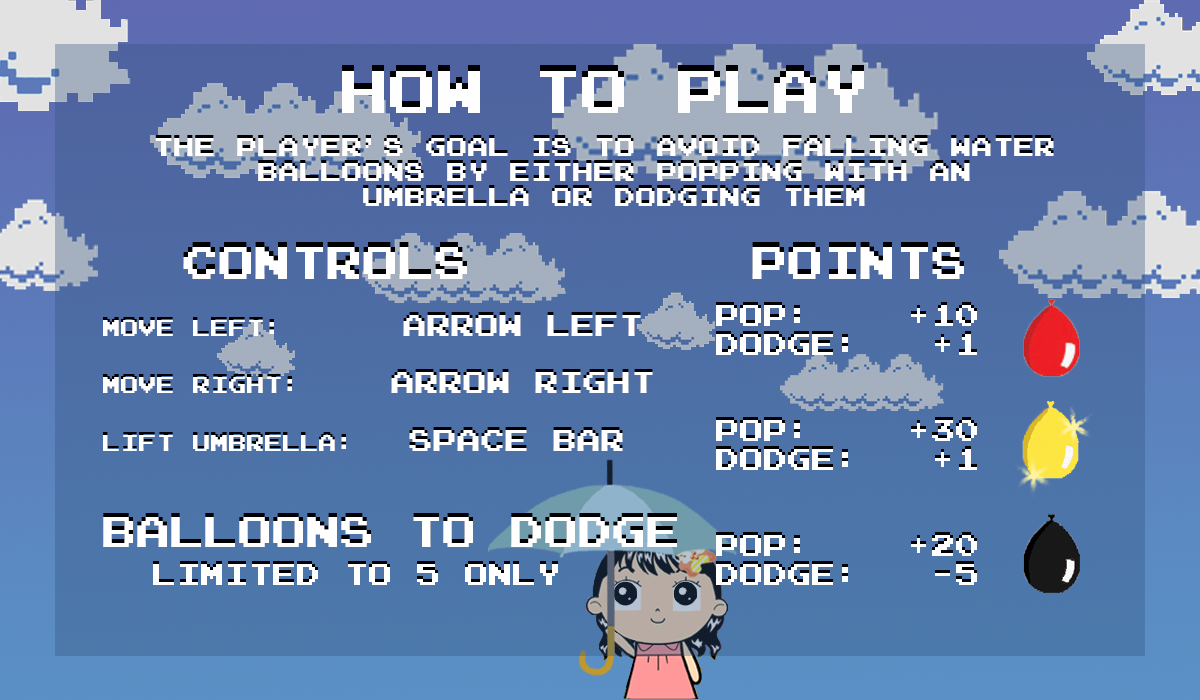 HOW TO PLAY
THE PLAYER'S GOAL IS TO AVOID FALLING WATER
BALLOONS BY EITHER POPPING WITH AN
UMBRELLA OR DODGING THEM
CONTROLS
MOVE LEFT: ARROW LEFT
MOVE RIGHT: ARROW RIGHT
LIFT UMBRELLA: SPACE BAR
BALLOONS TO DODGE
LIMITED TO 5 ONLY
POINTS
POP: +10
DODGE: +1
POP: +30
DODGE: +1
POP: +20
DODGE: -5